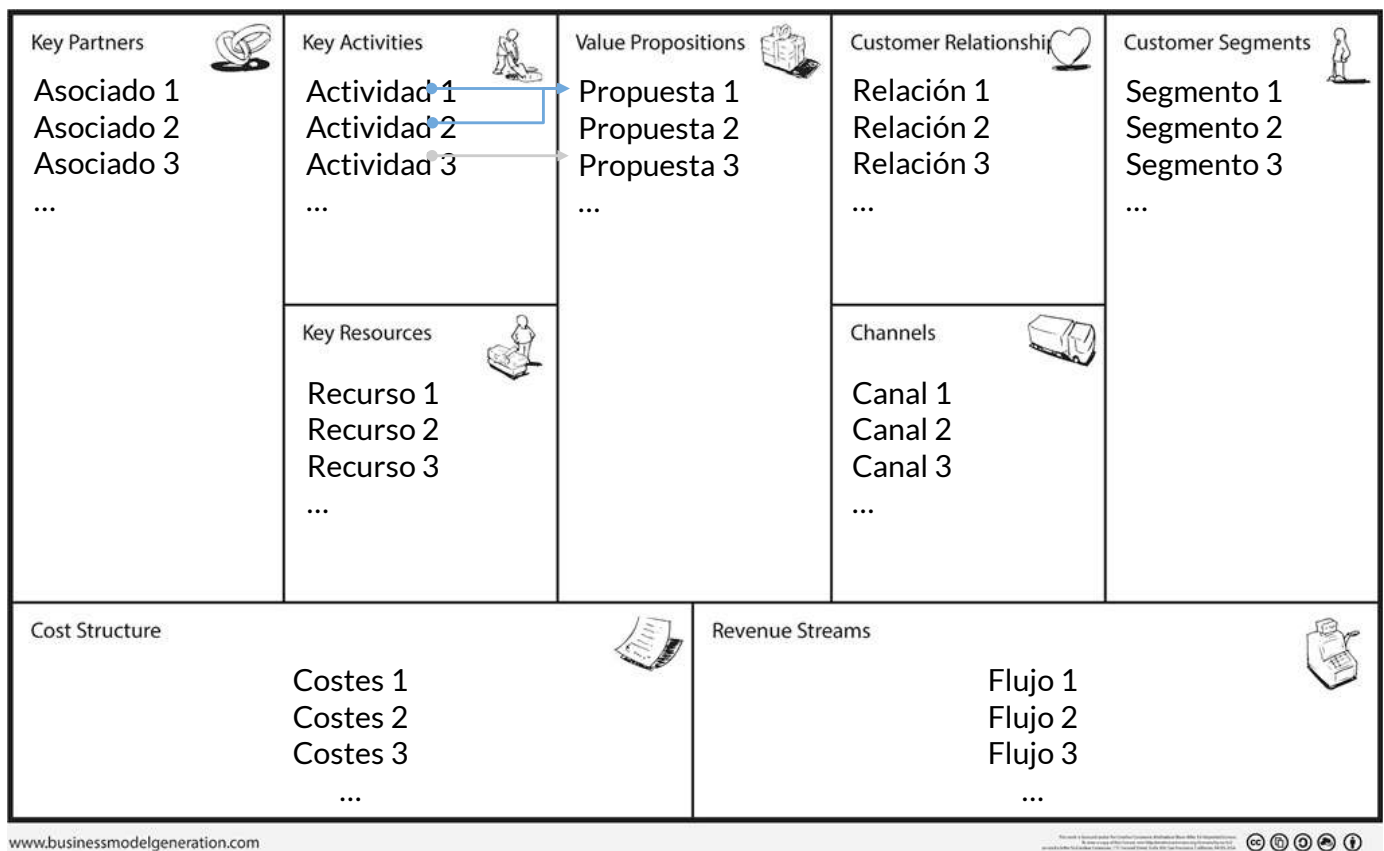 Key Partners
Asociado 1
Asociado 2
Asociado 3
...
Key Activities
Actividad 1
Actividad 2
Actividad 3
...
Key Resources
Recurso 1
Recurso 2
Recurso 3
...
Value Propositions
Propuesta 1
Propuesta 2
Propuesta 3
...
Customer Relationship
Relación 1
Relación 2
Relación 3
...
Channels
Canal 1
Canal 2
Canal 3
...
Customer Segments
Segmento 1
Segmento 2
Segmento 3
...
Cost Structure
Costes 1
Costes 2
Costes 3
...
Revenue Streams
Flujo 1
Flujo 2
Flujo 3
...
www.businessmodelgeneration.com